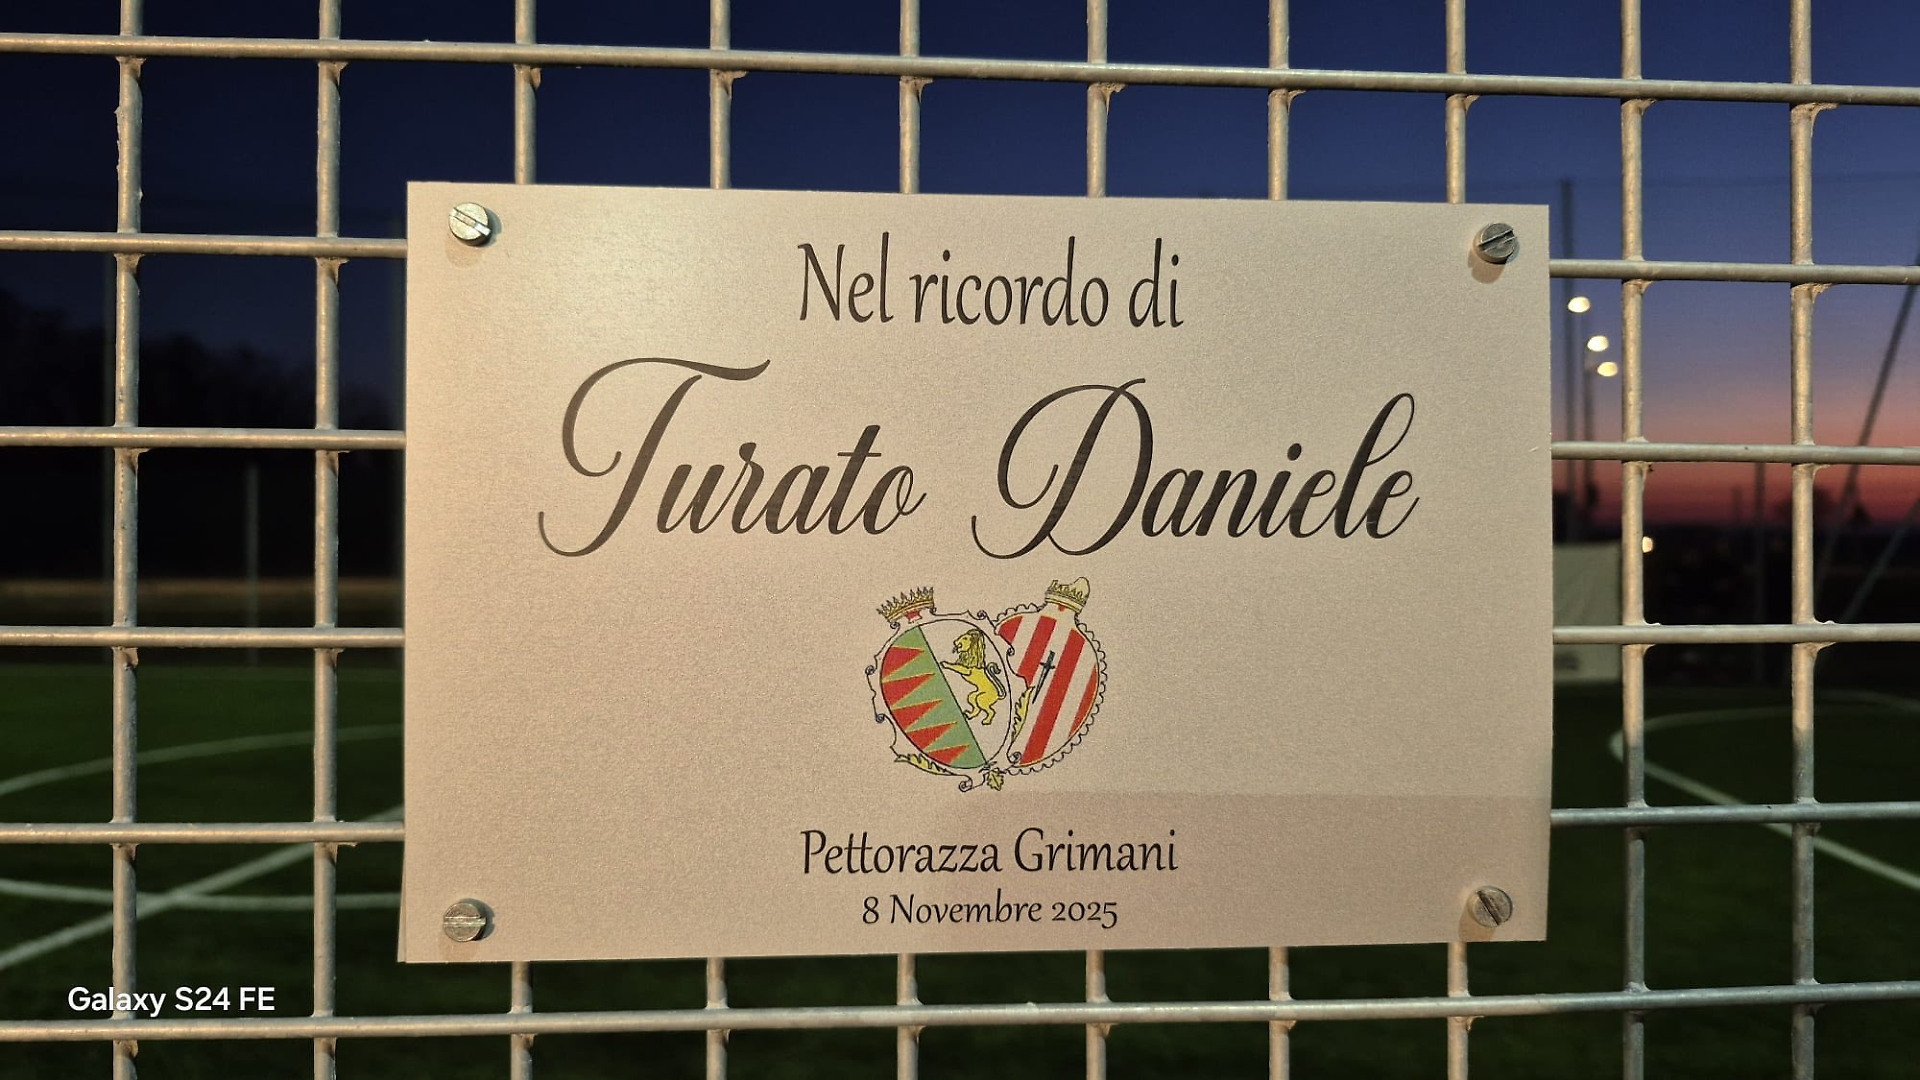 Nel ricordo di
Turato Daniele
Pettorazza Grimani
8 Novembre 2025
Galaxy S24 FE